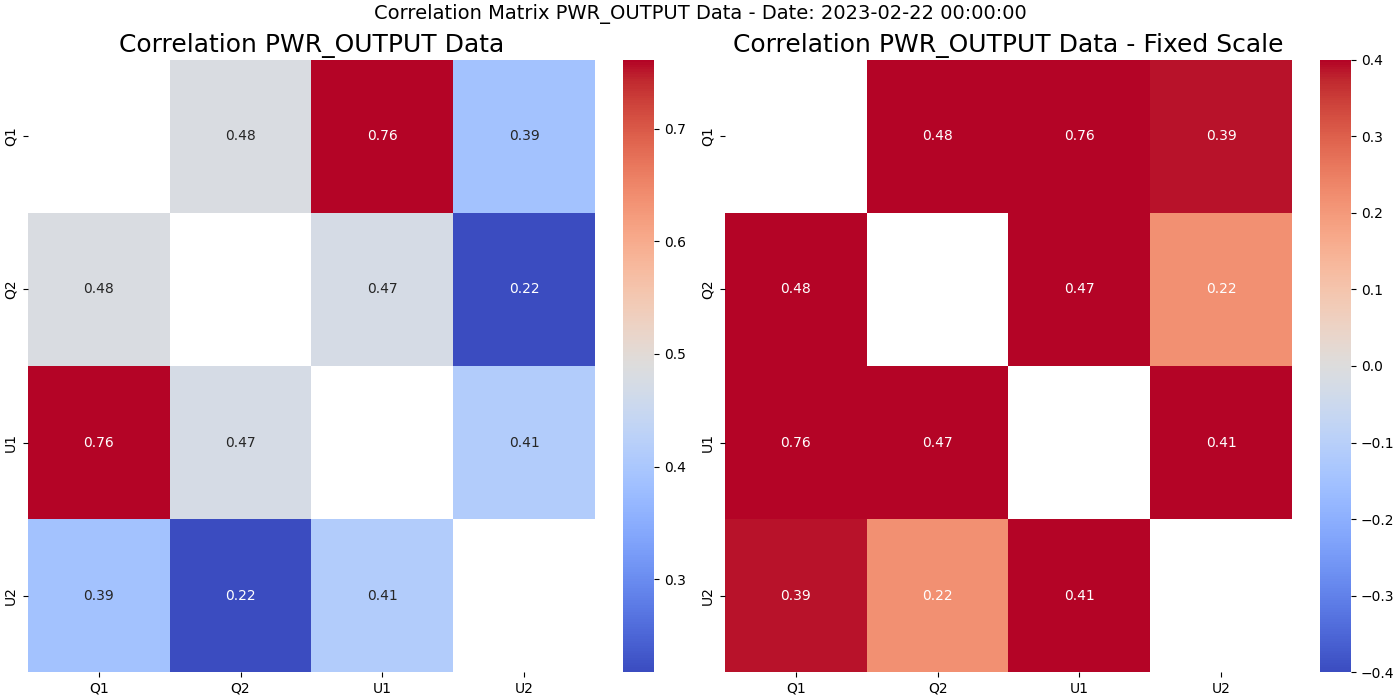 Correlation Matrix PWR_OUTPUT Data - Date: 2023-02-22 00:00:00
Correlation PWR_OUTPUT Data
Q1
0.48 0.76 0.39
Q2
0.48 0.47 0.22
U1
0.76 0.47 0.41
U2
0.39 0.22 0.41
Q1 Q2 U1 U2
0.7
0.6
0.5
0.4
0.3
Correlation PWR_OUTPUT Data - Fixed Scale
Q1
0.48 0.76 0.39
Q2
0.48 0.47 0.22
U1
0.76 0.47 0.41
U2
0.39 0.22 0.41
Q1 Q2 U1 U2
0.4
0.3
0.2
0.1
0.0
−0.1
−0.2
−0.3
−0.4